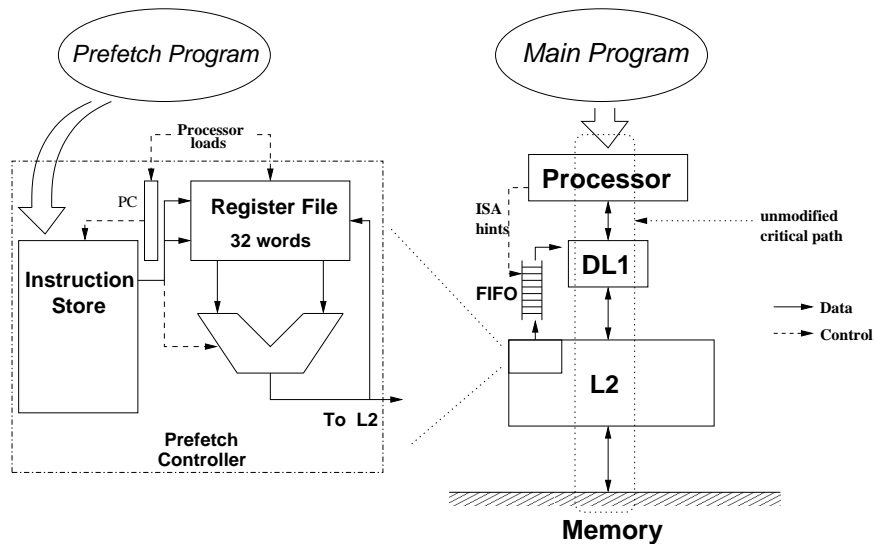 Prefetch Program
Processor
loads
PC
Register File
32 words
Instruction
Store
To L2
Prefetch
Controller
Main Program
Processor
ISA
hints
unmodified
critical path
DL1
FIFO
Data
Control
L2
Memory